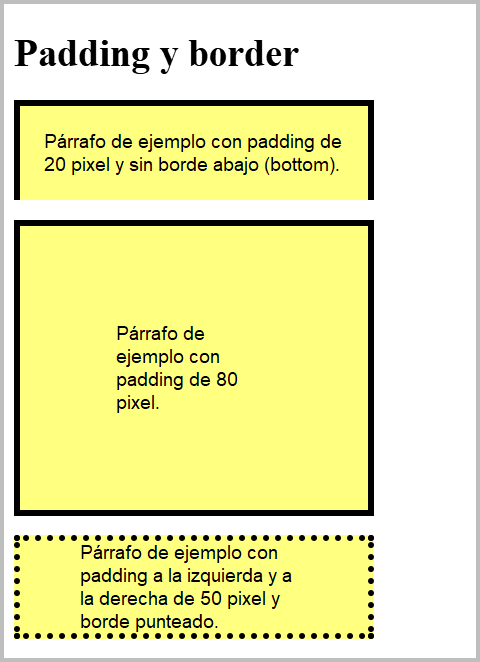 Padding y border
Párrafo de ejemplo con padding de
20 pixel y sin borde abajo (bottom).
Párrafo de
ejemplo con
padding de 80
pixel.
Párrafo de ejemplo con
padding a la izquierda y a
la derecha de 50 pixel y
borde punteado.